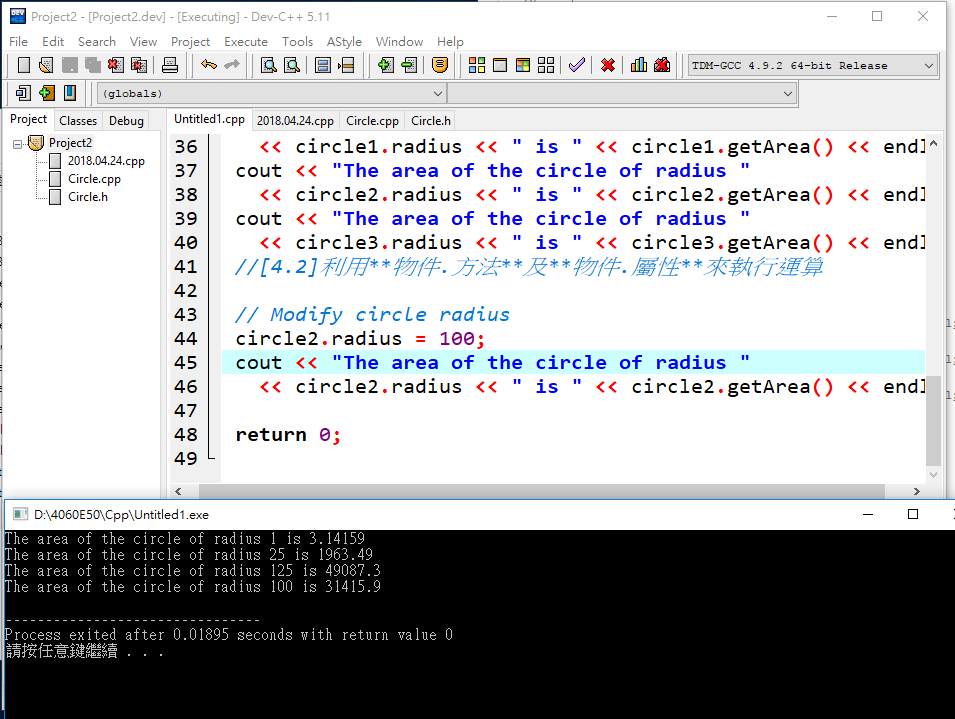 Project2 - [Project2.dev] - [Executing] - Dev-C++ 5.11
File Edit Search View Project Execute Tools AStyle Window Help
TDM-GCC 4.9.2 64-bit Release
(globals)
Project Classes Debug
Untitled1.cpp 2018.04.24.cpp Circle.cpp Circle.h
Project2
2018.04.24.cpp
Circle.cpp
Circle.h
36 << circle1.radius << " is " << circle1.getArea() << endl
37 cout << "The area of the circle of radius "
38 << circle2.radius << " is " << circle2.getArea() << endl
39 cout << "The area of the circle of radius "
40 << circle3.radius << " is " << circle3.getArea() << endl
41 //[4.2]利用**物件.方法**及**物件.屬性**來執行運算
42
43 // Modify circle radius
44 circle2.radius = 100;
45 cout << "The area of the circle of radius "
46 << circle2.radius << " is " << circle2.getArea() << endl
47
48 return 0;
49
D:\4060E50\Cpp\Untitled1.exe
The area of the circle of radius 1 is 3.14159
The area of the circle of radius 25 is 1963.49
The area of the circle of radius 125 is 49087.3
The area of the circle of radius 100 is 31415.9
--------------------------------
Process exited after 0.01895 seconds with return value 0
請按任意鍵繼續 . . .